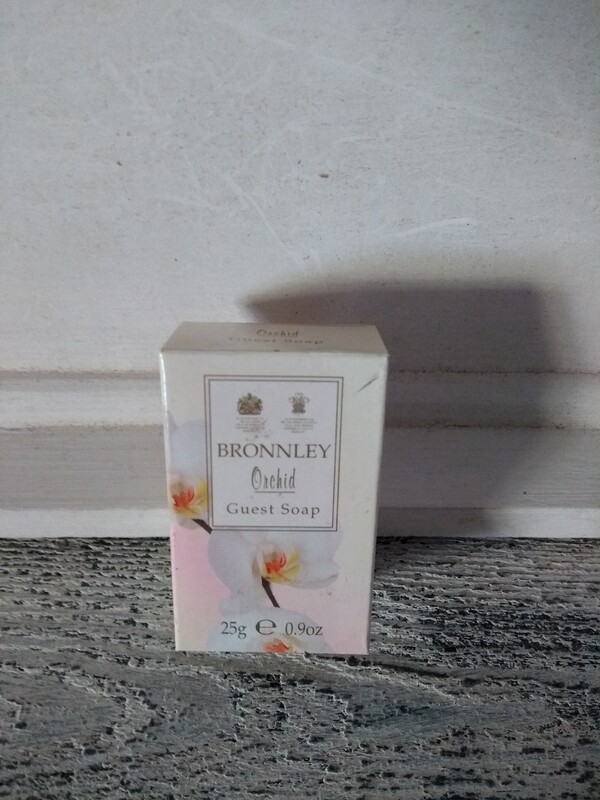 Orchid
Guest Soap
BRONNLEY
Orchid
Guest Soap
25g e 0.9oz